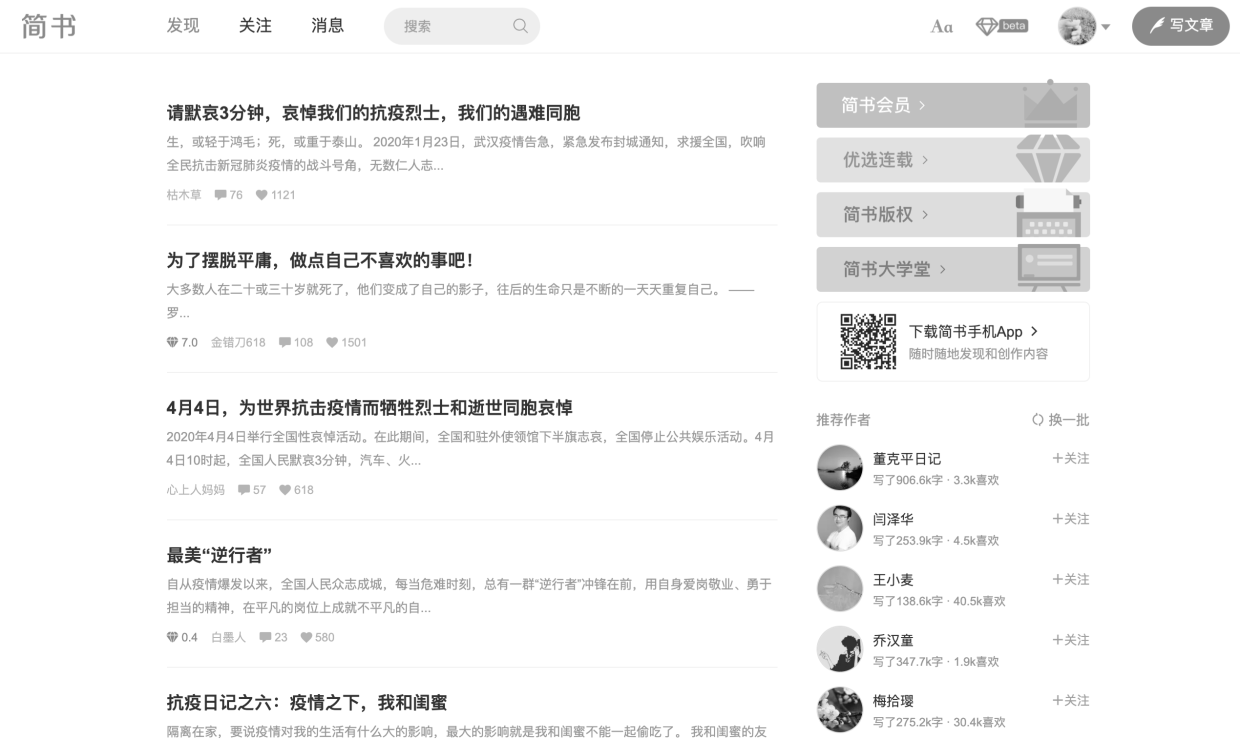 简书
发现
关注
消息
搜索
Aa
beta
写文章
请默哀3分钟，哀悼我们的抗疫烈士，我们的遇难同胞
生，或轻于鸿毛；死，或重于泰山。 2020年1月23日，武汉疫情告急，紧急发布封城通知，求援全国，吹响
全民抗击新冠肺炎疫情的战斗号角，无数仁人志...
枯木草 76 1121
为了摆脱平庸，做点自己不喜欢的事吧！
大多数人在二十或三十岁就死了，他们变成了自己的影子，往后的生命只是不断的一天天重复自己。 ——
罗...
7.0 金错刀618 108 1501
4月4日，为世界抗击疫情而牺牲烈士和逝世同胞哀悼
2020年4月4日举行全国性哀悼活动。在此期间，全国和驻外使领馆下半旗志哀，全国停止公共娱乐活动。4月
4日10时起，全国人民默哀3分钟，汽车、火...
心上人妈妈 57 618
最美“逆行者”
自从疫情爆发以来，全国人民众志成城，每当危难时刻，总有一群“逆行者”冲锋在前，用自身爱岗敬业、勇于
担当的精神，在平凡的岗位上成就不平凡的自...
0.4 白墨人 23 580
抗疫日记之六：疫情之下，我和闺蜜
隔离在家，要说疫情对我的生活有什么大的影响，最大的影响就是我和闺蜜不能一起偷吃了。 我和闺蜜的友
简书会员
优选连载
简书版权
简书大学堂
下载简书手机App
随时随地发现和创作内容
推荐作者 换一批
董克平日记 +关注
写了906.6k字 · 3.3k喜欢
闫泽华 +关注
写了253.9k字 · 4.5k喜欢
王小麦 +关注
写了138.6k字 · 40.5k喜欢
乔汉童 +关注
写了347.7k字 · 1.9k喜欢
梅拾璎 +关注
写了275.2k字 · 30.4k喜欢